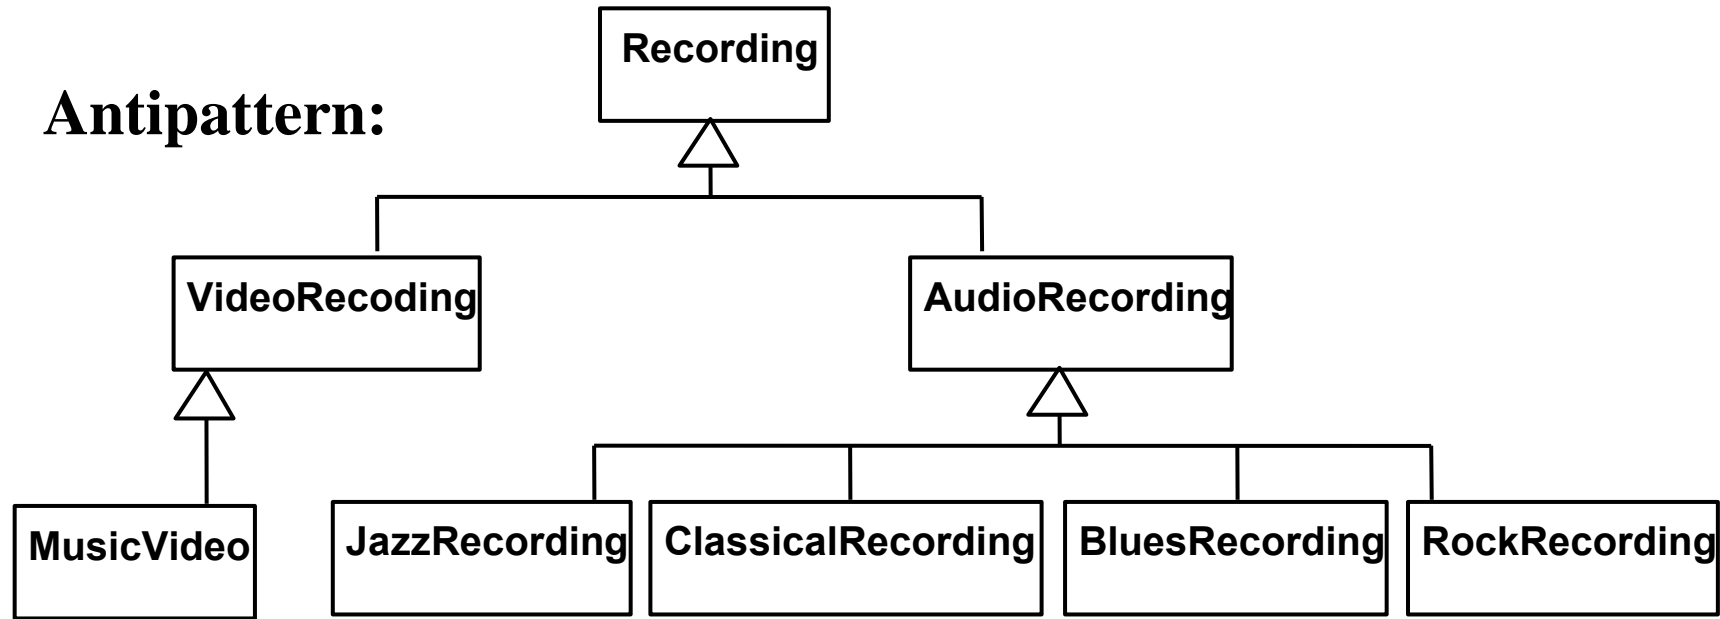 Recording
Antipattern:
VideoRecoding
AudioRecording
MusicVideo
JazzRecording
ClassicalRecording
BluesRecording
RockRecording